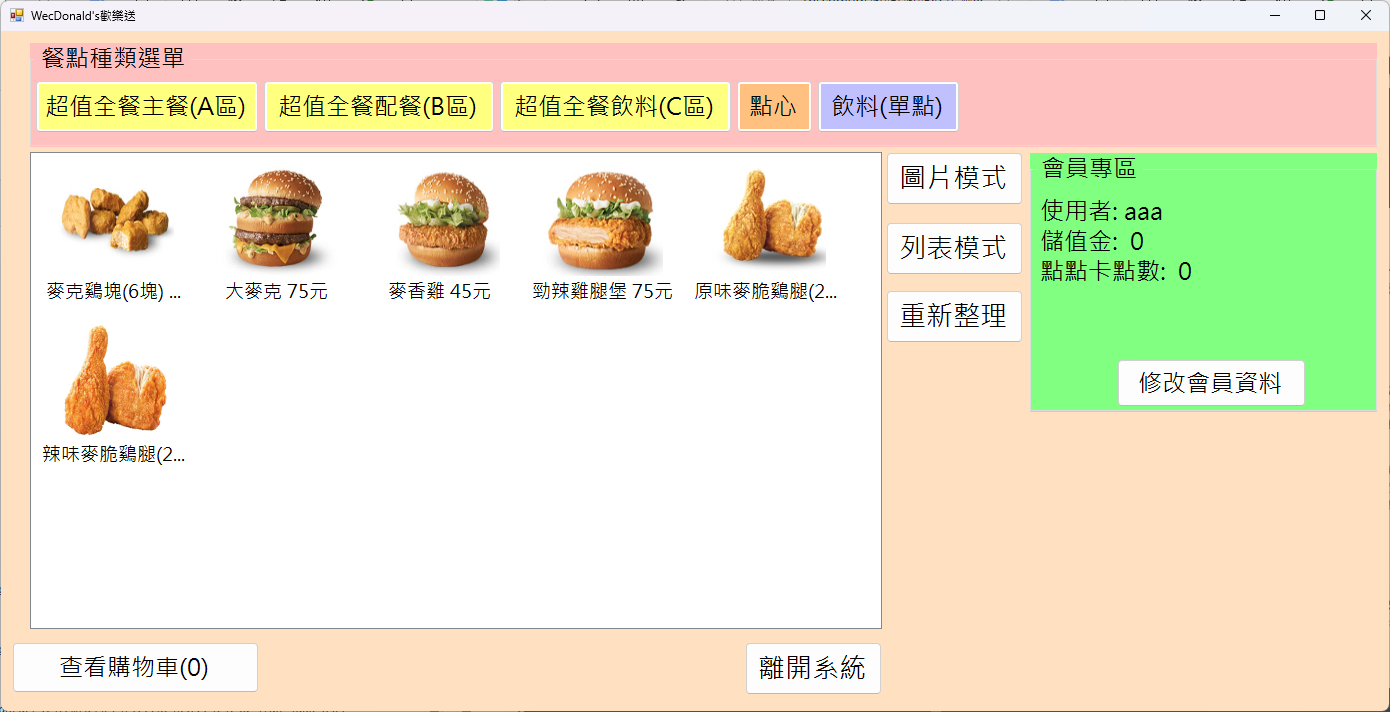 WecDonald's歡樂送
餐點種類選單
超值全餐主餐(A區) 超值全餐配餐(B區) 超值全餐飲料(C區) 點心 飲料(單點)
麥克鷄塊(6塊) ... 大麥克 75元 麥香雞 45元 勁辣雞腿堡 75元 原味麥脆鷄腿(2...
辣味麥脆鷄腿(2...
圖片模式
列表模式
重新整理
會員專區
使用者: aaa
儲值金: 0
點點卡點數: 0
修改會員資料
查看購物車(0) 離開系統